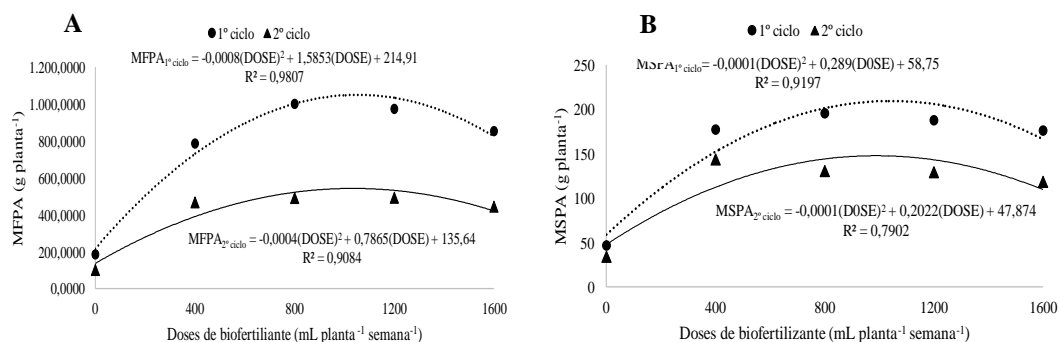 A
● 1º ciclo ▲ 2º ciclo
MFPA1º ciclo = -0,0008(DOSE)² + 1,5853(DOSE) + 214,91
R² = 0,9807
1.200,0000
1.000,0000
800,0000
600,0000
400,0000
200,0000
0,0000
MFPA (g planta⁻¹)
MFPA2º ciclo = -0,0004(DOSE)² + 0,7865(DOSE) + 135,64
R² = 0,9084
0 400 800 1200 1600
Doses de biofertiliante (mL planta⁻¹ semana⁻¹)
B
● 1º ciclo ▲ 2º ciclo
MSPA1º ciclo= -0,0001(DOSE)² + 0,289(D0SE) + 58,75
R² = 0,9197
250
200
150
100
50
0
MSPA (g planta⁻¹)
MSPA2º ciclo = -0,0001(D0SE)² + 0,2022(DOSE) + 47,874
R² = 0,7902
0 400 800 1200 1600
Doses de biofertilizante (mL planta⁻¹ semana⁻¹)